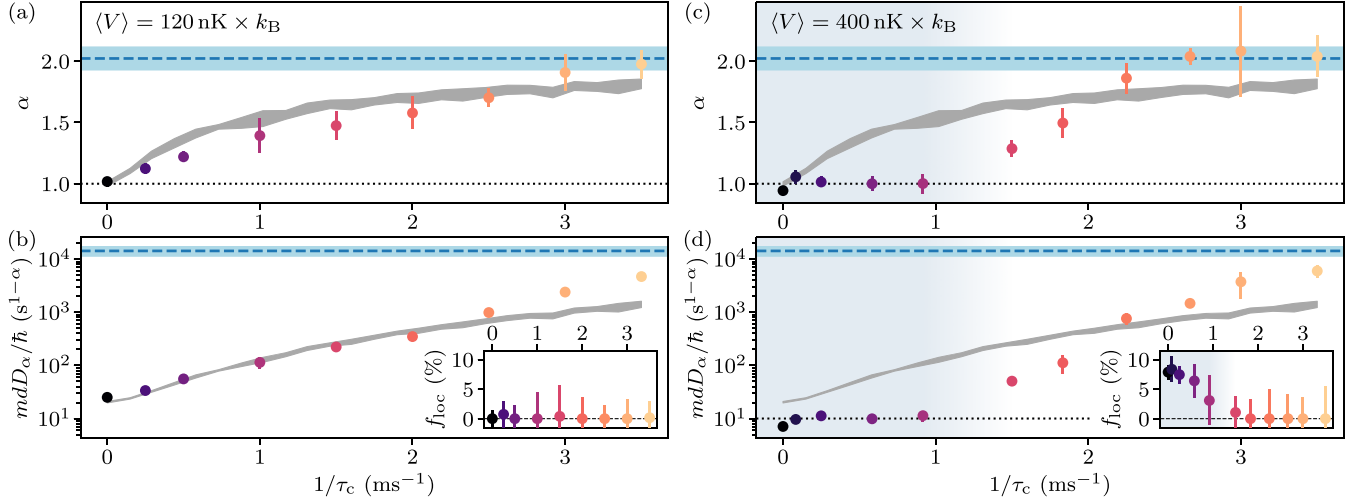 (a)
⟨V⟩ = 120 nK × k_B
α
2.0
1.5
1.0
0 1 2 3
(b)
mdD_α/ħ (s^{1−α})
10^4
10^3
10^2
10^1
0 1 2 3
f_loc (%)
10
5
0
0 1 2 3
1/τ_c (ms^{−1})
(c)
⟨V⟩ = 400 nK × k_B
α
2.0
1.5
1.0
0 1 2 3
(d)
mdD_α/ħ (s^{1−α})
10^4
10^3
10^2
10^1
0 1 2 3
f_loc (%)
10
5
0
0 1 2 3
1/τ_c (ms^{−1})